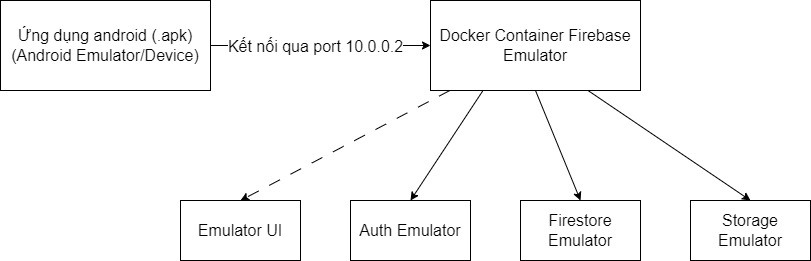 Ứng dụng android (.apk)
(Android Emulator/Device)
Kết nối qua port 10.0.0.2
Docker Container Firebase
Emulator
Emulator UI
Auth Emulator
Firestore
Emulator
Storage
Emulator